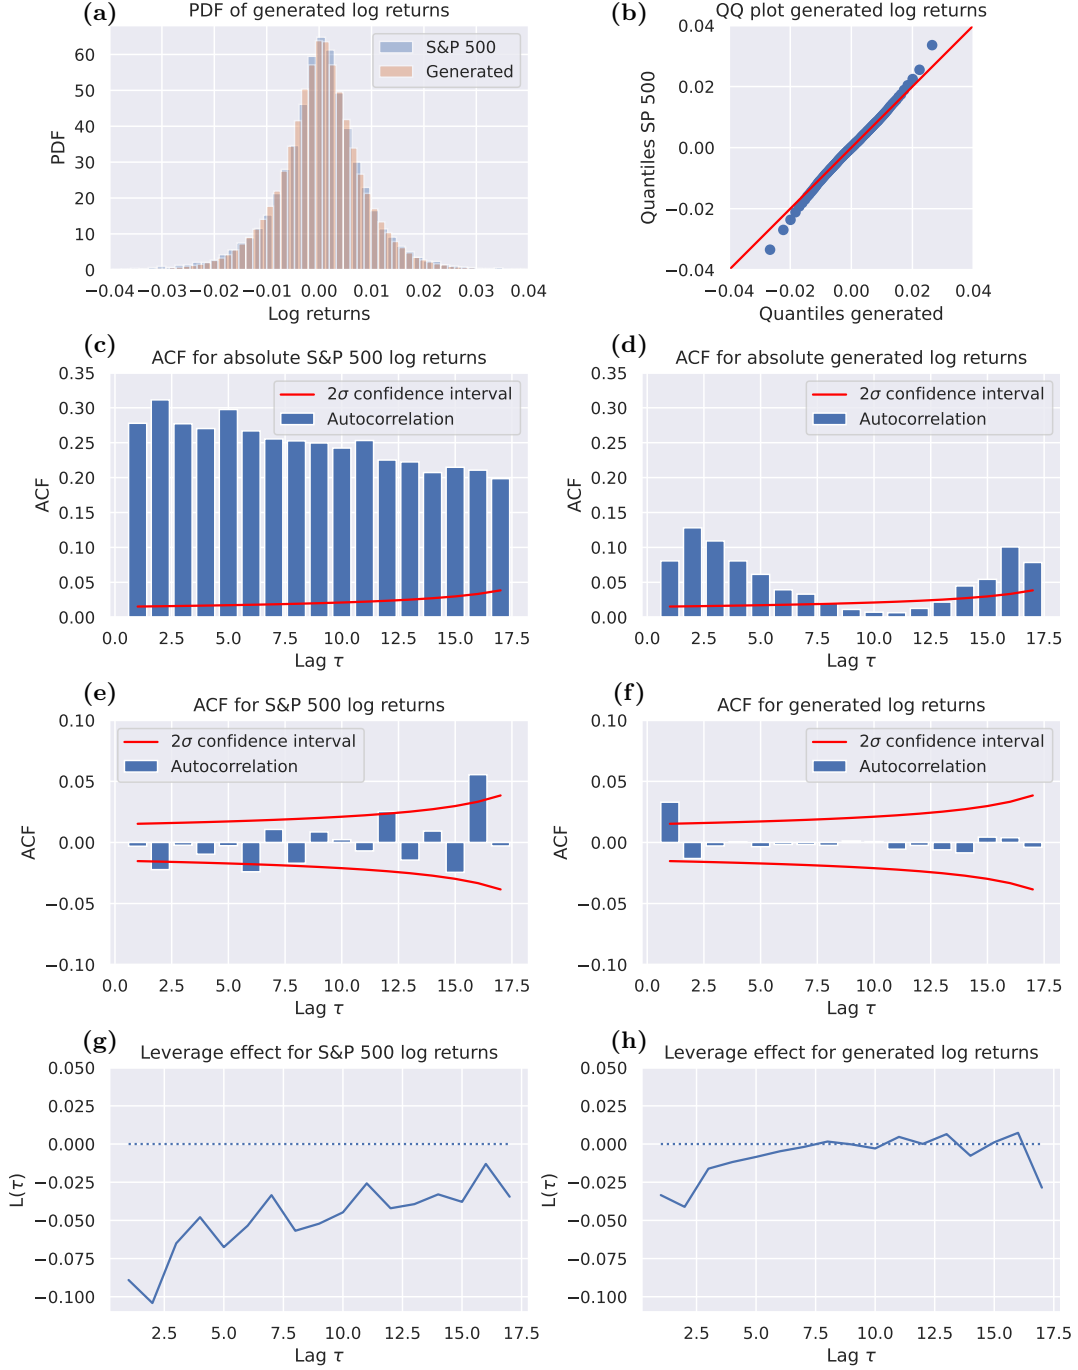 (a) PDF of generated log returns
S&P 500
Generated
60
50
40
30
20
10
0
PDF
−0.04 −0.03 −0.02 −0.01 0.00 0.01 0.02 0.03 0.04
Log returns
(b) QQ plot generated log returns
0.04
0.02
0.00
−0.02
−0.04
Quantiles SP 500
−0.04 −0.02 0.00 0.02 0.04
Quantiles generated
(c) ACF for absolute S&P 500 log returns
2σ confidence interval
Autocorrelation
0.35
0.30
0.25
0.20
0.15
0.10
0.05
0.00
ACF
0.0 2.5 5.0 7.5 10.0 12.5 15.0 17.5
Lag τ
(d) ACF for absolute generated log returns
2σ confidence interval
Autocorrelation
0.35
0.30
0.25
0.20
0.15
0.10
0.05
0.00
ACF
0.0 2.5 5.0 7.5 10.0 12.5 15.0 17.5
Lag τ
(e) ACF for S&P 500 log returns
2σ confidence interval
Autocorrelation
0.10
0.05
0.00
−0.05
−0.10
ACF
0.0 2.5 5.0 7.5 10.0 12.5 15.0 17.5
Lag τ
(f) ACF for generated log returns
2σ confidence interval
Autocorrelation
0.10
0.05
0.00
−0.05
−0.10
ACF
0.0 2.5 5.0 7.5 10.0 12.5 15.0 17.5
Lag τ
(g) Leverage effect for S&P 500 log returns
0.050
0.025
0.000
−0.025
−0.050
−0.075
−0.100
L(τ)
2.5 5.0 7.5 10.0 12.5 15.0 17.5
Lag τ
(h) Leverage effect for generated log returns
0.050
0.025
0.000
−0.025
−0.050
−0.075
−0.100
L(τ)
2.5 5.0 7.5 10.0 12.5 15.0 17.5
Lag τ